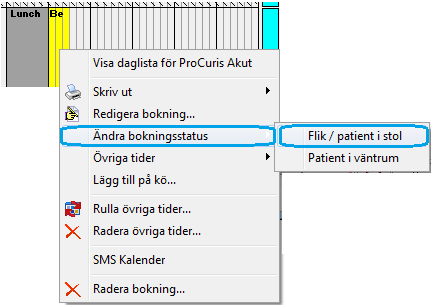 Lunch Be
Visa daglista för ProCuris Akut
Skriv ut
Redigera bokning...
Ändra bokningsstatus
Flik / patient i stol
Övriga tider
Patient i väntrum
Lägg till på kö...
Rulla övriga tider...
Radera övriga tider...
SMS Kalender
Radera bokning...